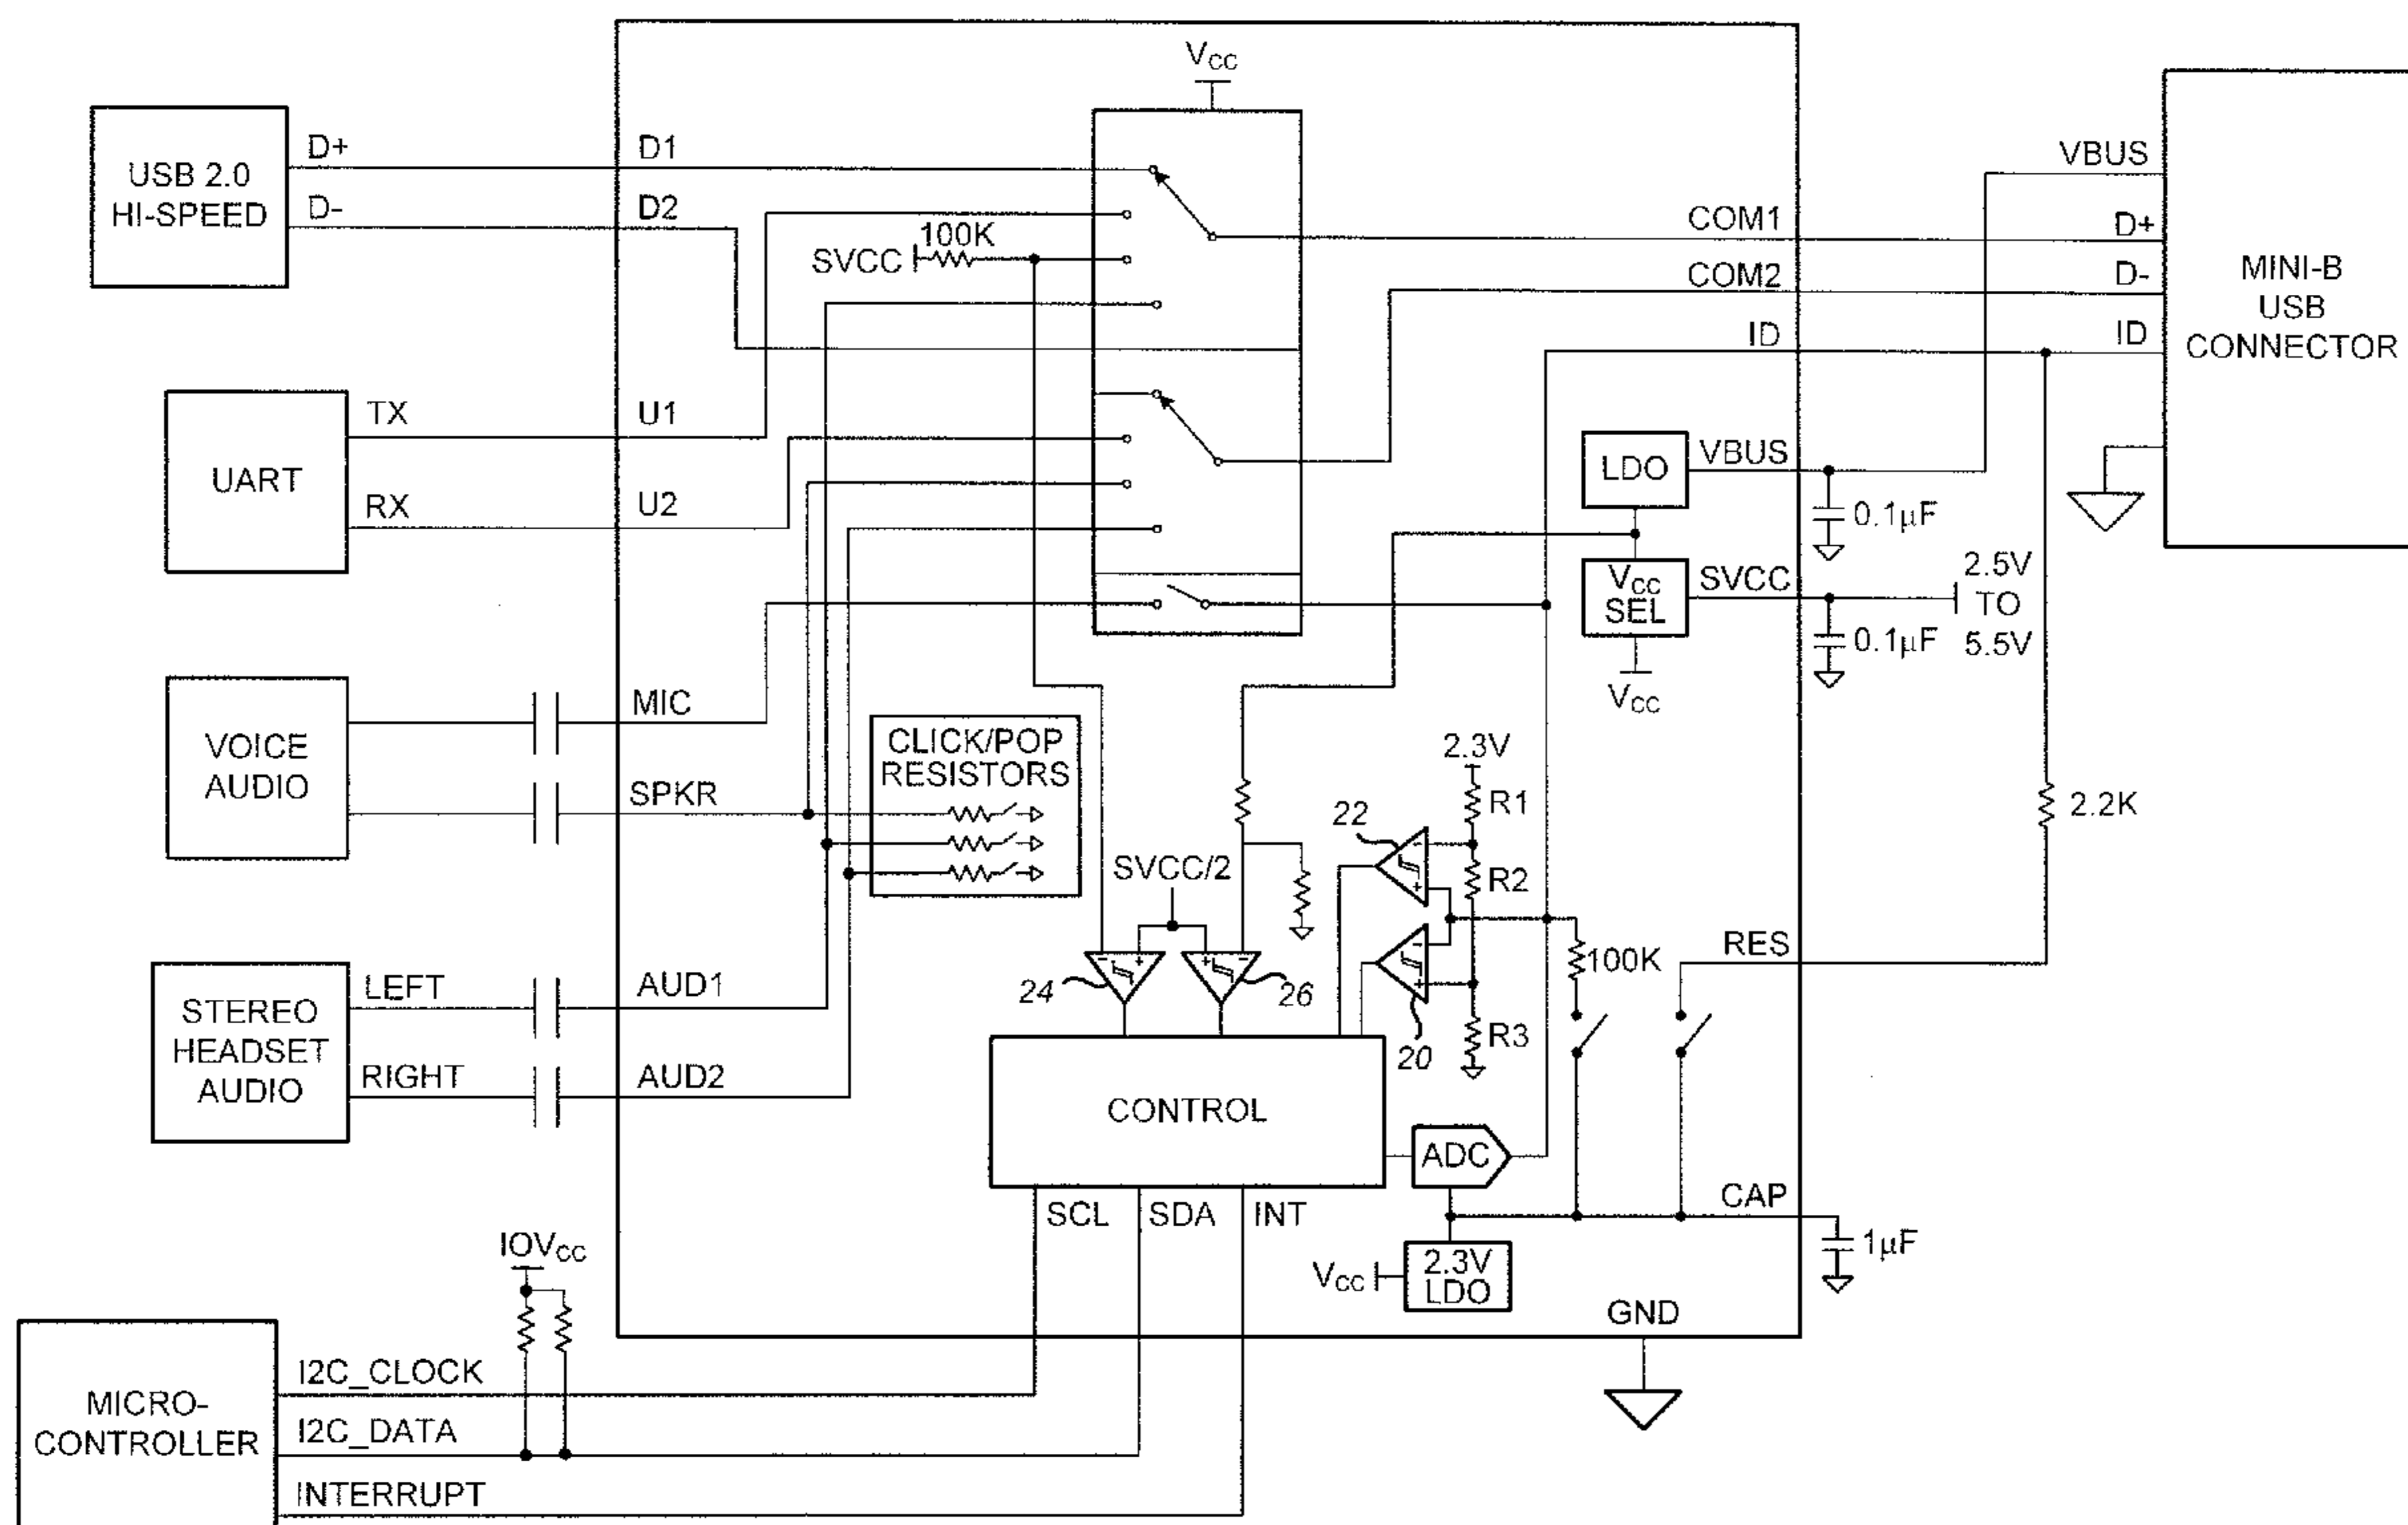 VCC
USB 2.0
HI-SPEED
D+
D-
D1
D2
100K
SVCC
COM1
COM2
ID
VBUS
D+
D-
ID
MINI-B
USB
CONNECTOR
UART
TX
RX
U1
U2
LDO
VBUS
0.1µF
VCC
SEL
SVCC
0.1µF
2.5V
TO
5.5V
VCC
VOICE
AUDIO
MIC
SPKR
CLICK/POP
RESISTORS
2.3V
R1
22
R2
SVCC/2
2.2K
24
26
20
R3
100K
RES
STEREO
HEADSET
AUDIO
LEFT
RIGHT
AUD1
AUD2
CONTROL
ADC
SCL
SDA
INT
CAP
1µF
VCC
2.3V
LDO
GND
IOVCC
MICRO-
CONTROLLER
I2C_CLOCK
I2C_DATA
INTERRUPT